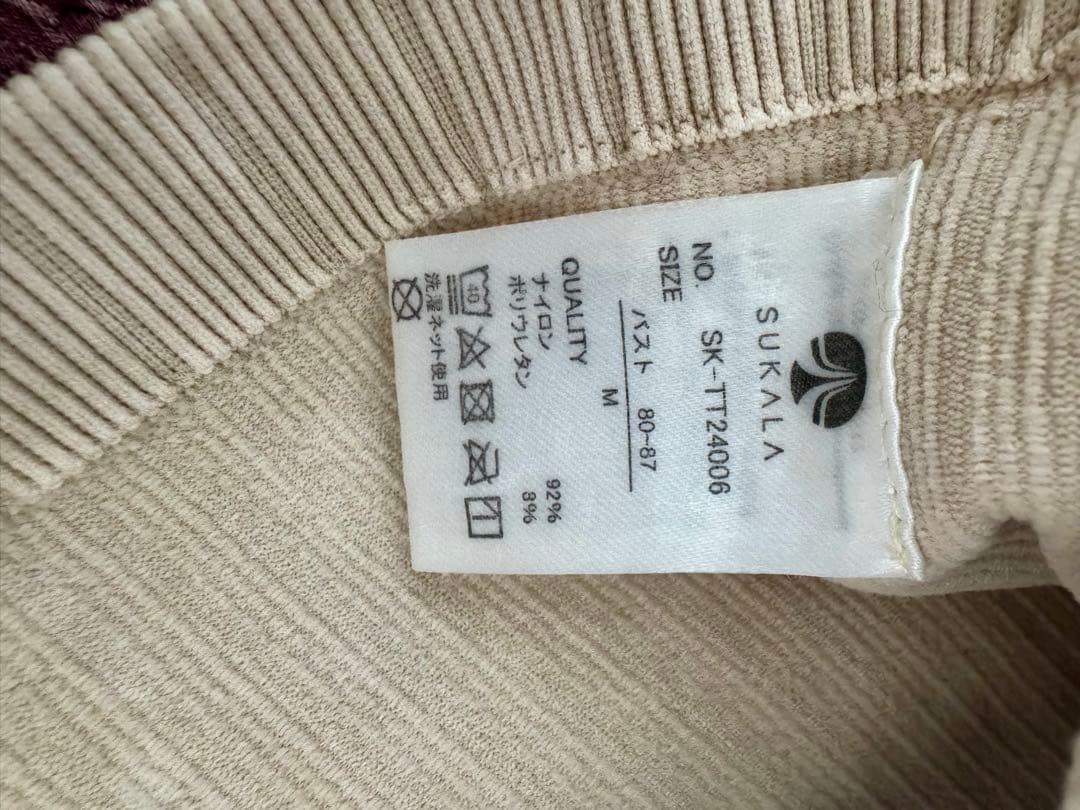 SUKALA
NO. SK-TT24006
SIZE
バスト 80-87
M
QUALITY
ナイロン 92%
ポリウレタン 8%
40
洗濯ネット使用